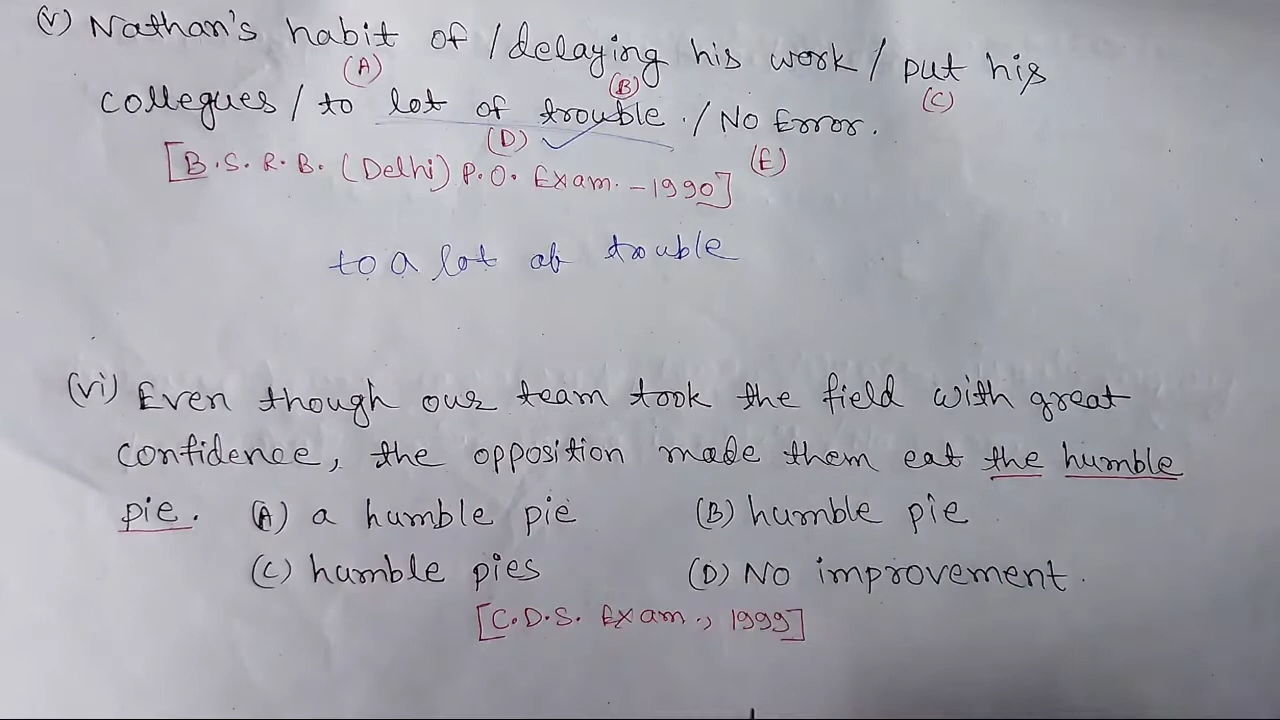 (v) Nathan's habit of / delaying his work / put his
(A) (B) (C)
collegues / to lot of trouble . / No Error.
(D) (E)
[B.S.R.B. (Delhi) P.O. Exam. - 1990]
to a lot of trouble
(vi) Even though our team took the field with great
confidence, the opposition made them eat the humble
pie. (A) a humble pie (B) humble pie
(C) humble pies (D) No improvement.
[C.D.S. Exam., 1999]